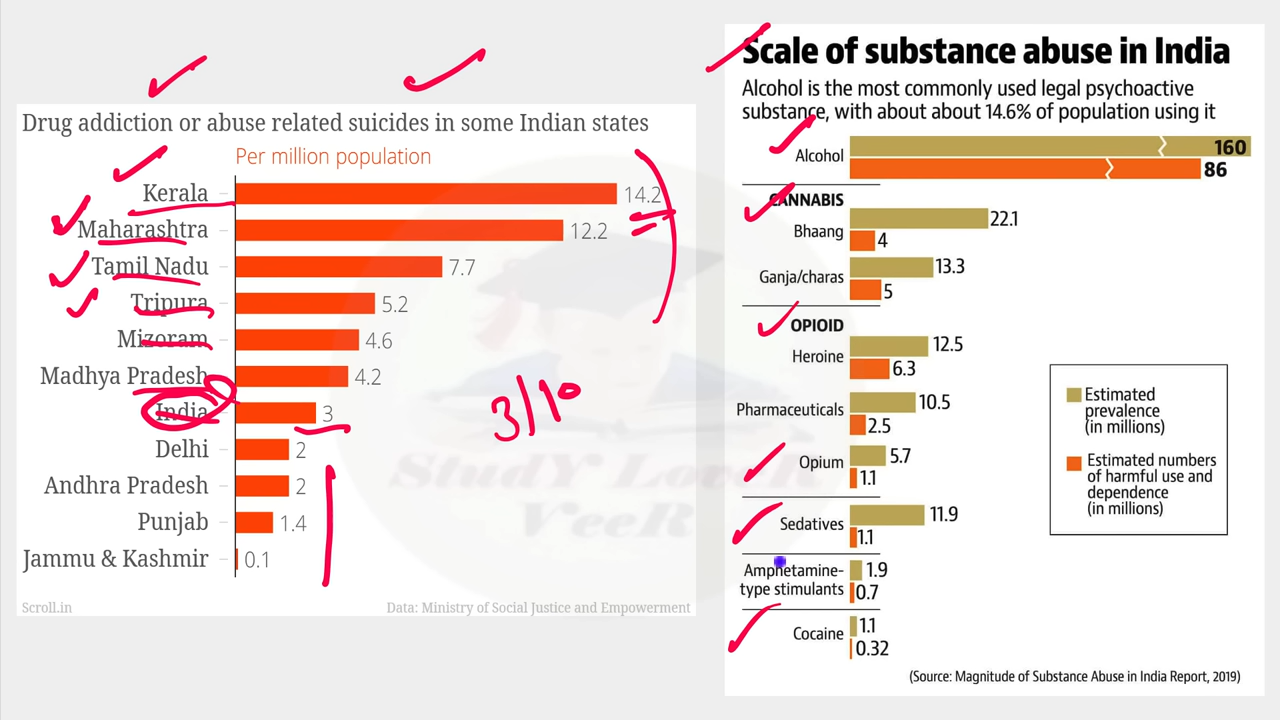 Drug addiction or abuse related suicides in some Indian states
Per million population
Kerala 14.2
Maharashtra 12.2
Tamil Nadu 7.7
Tripura 5.2
Mizoram 4.6
Madhya Pradesh 4.2
India 3
Delhi 2
Andhra Pradesh 2
Punjab 1.4
Jammu & Kashmir 0.1
Scroll.in
Data: Ministry of Social Justice and Empowerment
3/10
StudY LoveR
VeeR
Scale of substance abuse in India
Alcohol is the most commonly used legal psychoactive
substance, with about about 14.6% of population using it
Alcohol 160
86
CANNABIS
Bhaang 22.1
4
Ganja/charas 13.3
5
OPIOID
Heroine 12.5
6.3
Pharmaceuticals 10.5
2.5
Opium 5.7
1.1
Sedatives 11.9
1.1
Amphetamine-
type stimulants 1.9
0.7
Cocaine 1.1
0.32
Estimated
prevalence
(in millions)
Estimated numbers
of harmful use and
dependence
(in millions)
(Source: Magnitude of Substance Abuse in India Report, 2019)